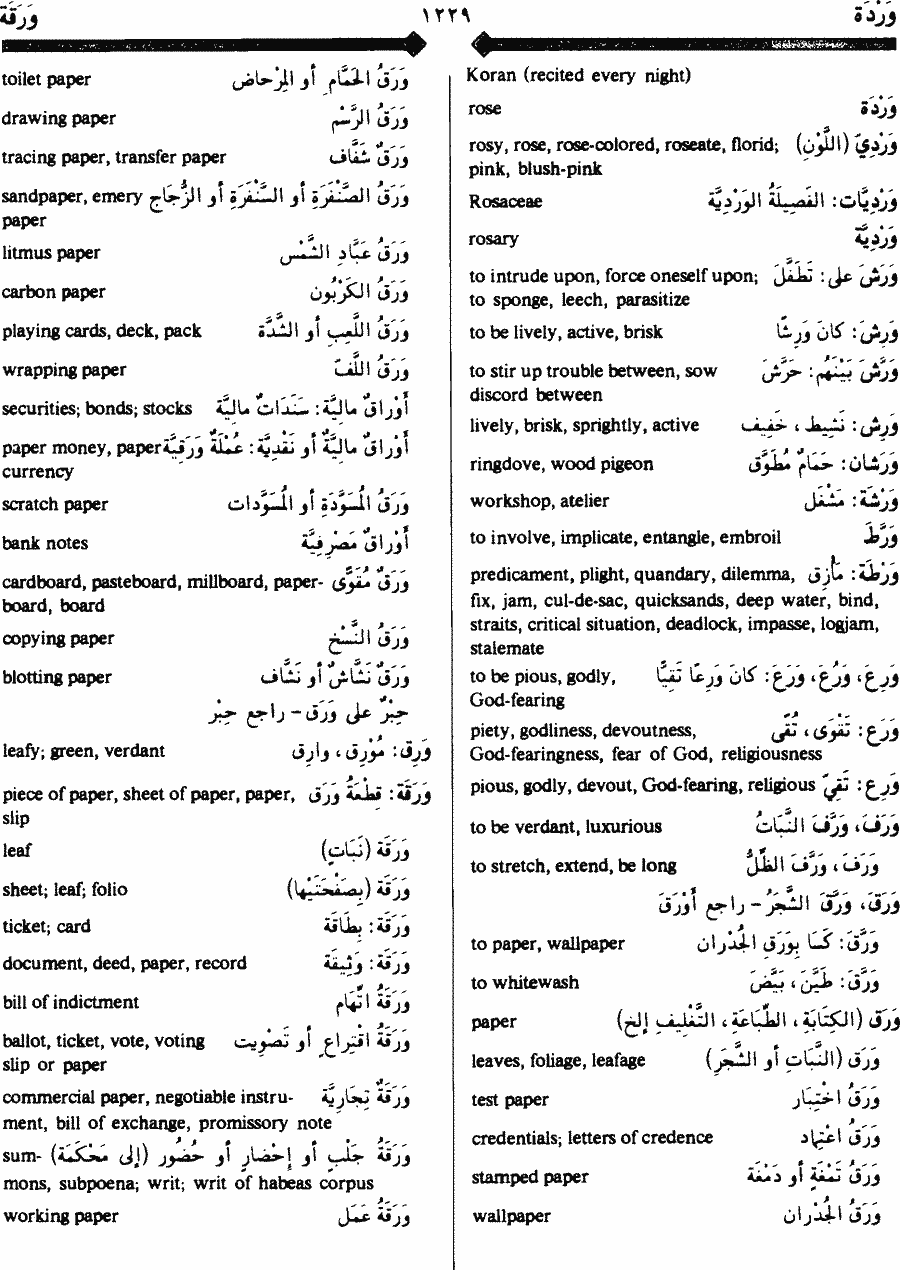 وَرْدَة ١٢٢٩ وَرَقَة
Koran (recited every night)
وَرْدَة rose
وَرْدِيّ (اللَّوْنِ) rosy, rose, rose-colored, roseate, florid;
pink, blush-pink
وَرْدِيَّات: الفَصِيلَةُ الوَرْدِيَّة Rosaceae
وَرْدِيَّة rosary
وَرَشَ على: تَطَفَّلَ to intrude upon, force oneself upon;
to sponge, leech, parasitize
وَرِشَ: كانَ وَرِشًا to be lively, active, brisk
وَرَّشَ بَيْنَهُم: حَرَّشَ to stir up trouble between, sow
discord between
وَرِش: نَشِيط، خَفِيف lively, brisk, sprightly, active
وَرَشَان: حَمَامٌ مُطَوَّق ringdove, wood pigeon
وَرْشَة: مَشْغَل workshop, atelier
وَرَّطَ to involve, implicate, entangle, embroil
وَرْطَة: مَأْزِق predicament, plight, quandary, dilemma,
fix, jam, cul-de-sac, quicksands, deep water, bind,
straits, critical situation, deadlock, impasse, logjam,
stalemate
وَرِعَ، وَرُعَ، وَرَعَ: كانَ وَرِعًا تَقِيًّا to be pious, godly,
God-fearing
وَرَع: تَقْوَى، تُقًى piety, godliness, devoutness,
God-fearingness, fear of God, religiousness
وَرِع: تَقِيّ pious, godly, devout, God-fearing, religious
وَرَفَ، وَرَّفَ النَّبَاتُ to be verdant, luxurious
وَرَفَ، وَرَّفَ الظِّلُّ to stretch, extend, be long
وَرَقَ، وَرَّقَ الشَّجَرُ - راجع أَوْرَقَ
وَرَّقَ: كَسَا بِوَرَقِ الجُدْران to paper, wallpaper
وَرَّقَ: طَيَّنَ، بَيَّضَ to whitewash
وَرَق (الكِتابَةِ، الطِّبَاعَةِ، التَّغْلِيفِ إلخ) paper
وَرَق (النَّبَاتِ أو الشَّجَرِ) leaves, foliage, leafage
وَرَقُ اخْتِبَار test paper
وَرَقُ اعْتِماد credentials; letters of credence
وَرَقُ تَمْغَةٍ أو دَمْغَة stamped paper
وَرَقُ الجُدْران wallpaper
وَرَقُ الحَمَّامِ أو المِرْحاض toilet paper
وَرَقُ الرَّسْم drawing paper
وَرَقٌ شَفَّاف tracing paper, transfer paper
وَرَقُ الصَّنْفَرَةِ أو السَّنْفَرَةِ أو الزُّجَاج sandpaper, emery
paper
وَرَقُ عَبَّادِ الشَّمْس litmus paper
وَرَقُ الكَرْبُون carbon paper
وَرَقُ اللَّعِبِ أو الشَّدَّة playing cards, deck, pack
وَرَقُ اللَّفّ wrapping paper
أَوْرَاقٌ مالِيَّة: سَنَدَاتٌ مالِيَّة securities; bonds; stocks
أَوْرَاقٌ مالِيَّةٌ أو نَقْدِيَّة: عُمْلَةٌ وَرَقِيَّة paper money, paper
currency
وَرَقُ المُسَوَّدَةِ أو المُسَوَّدات scratch paper
أَوْرَاقٌ مَصْرِفِيَّة bank notes
وَرَقٌ مُقَوًّى cardboard, pasteboard, millboard, paper-
board, board
وَرَقُ النَّسْخ copying paper
وَرَقٌ نَشَّاشٌ أو نَشَّاف blotting paper
حِبْرٌ على وَرَق - راجع حِبْر
وَرِق: مُوْرِق، وارِق leafy; green, verdant
وَرَقَة: قِطْعَةُ وَرَق piece of paper, sheet of paper, paper,
slip
وَرَقَة (نَبَاتٍ) leaf
وَرَقَة (بِصَفْحَتَيْها) sheet; leaf; folio
وَرَقَة: بِطَاقَة ticket; card
وَرَقَة: وَثِيقَة document, deed, paper, record
وَرَقَةُ اتِّهَام bill of indictment
وَرَقَةُ اقْتِراعٍ أو تَصْوِيت ballot, ticket, vote, voting
slip or paper
وَرَقَةٌ تِجَارِيَّة commercial paper, negotiable instru-
ment, bill of exchange, promissory note
وَرَقَةُ جَلْبٍ أو إحْضارٍ أو حُضُور (إلى مَحْكَمَة) sum-
mons, subpoena; writ; writ of habeas corpus
وَرَقَةُ عَمَل working paper